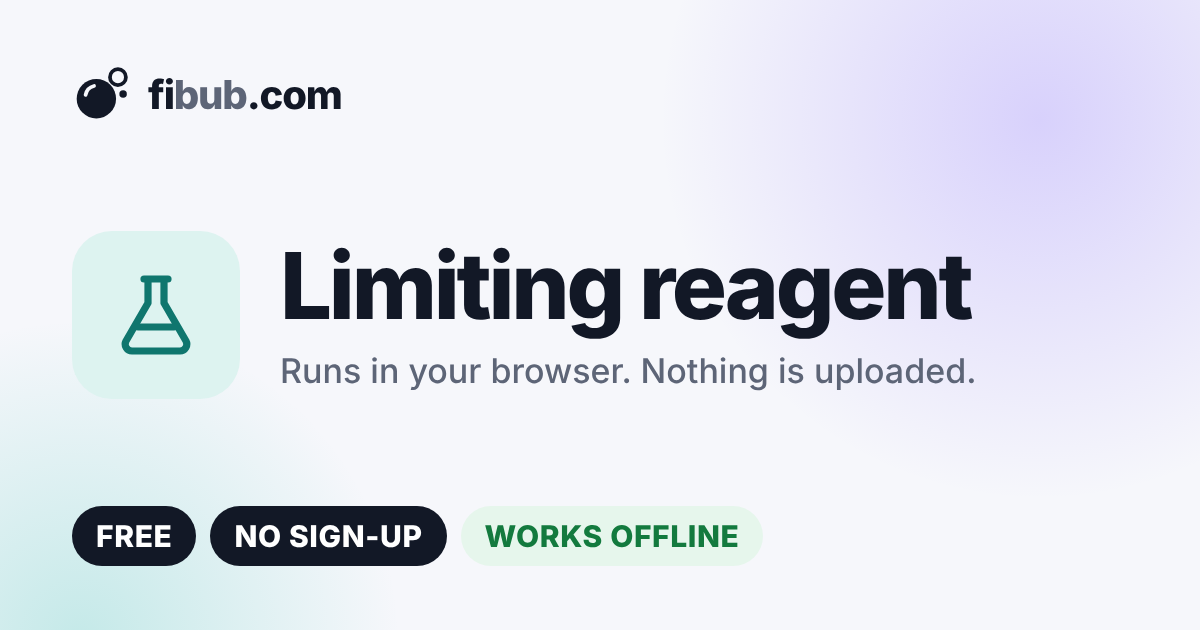 fibub.com
Limiting reagent
Runs in your browser. Nothing is uploaded.
FREE NO SIGN-UP WORKS OFFLINE